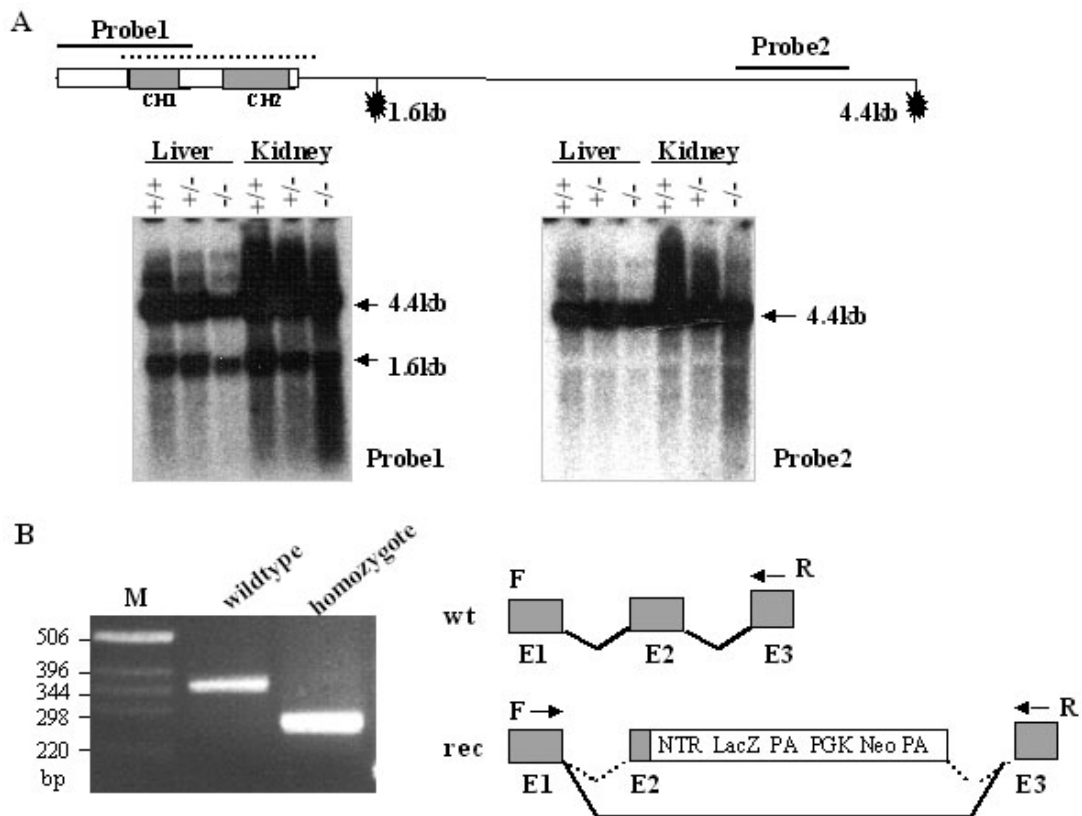 A
Probe1
Probe2
CH1
CH2
1.6kb
4.4kb
Liver Kidney
+/+ +/- -/- +/+ +/- -/-
4.4kb
1.6kb
Probe1
Liver Kidney
+/+ +/- -/- +/+ +/- -/-
4.4kb
Probe2
B
M wildtype homozygote
506
396
344
298
220
bp
F R
wt
E1 E2 E3
F R
rec
NTR LacZ PA PGK Neo PA
E1 E2 E3